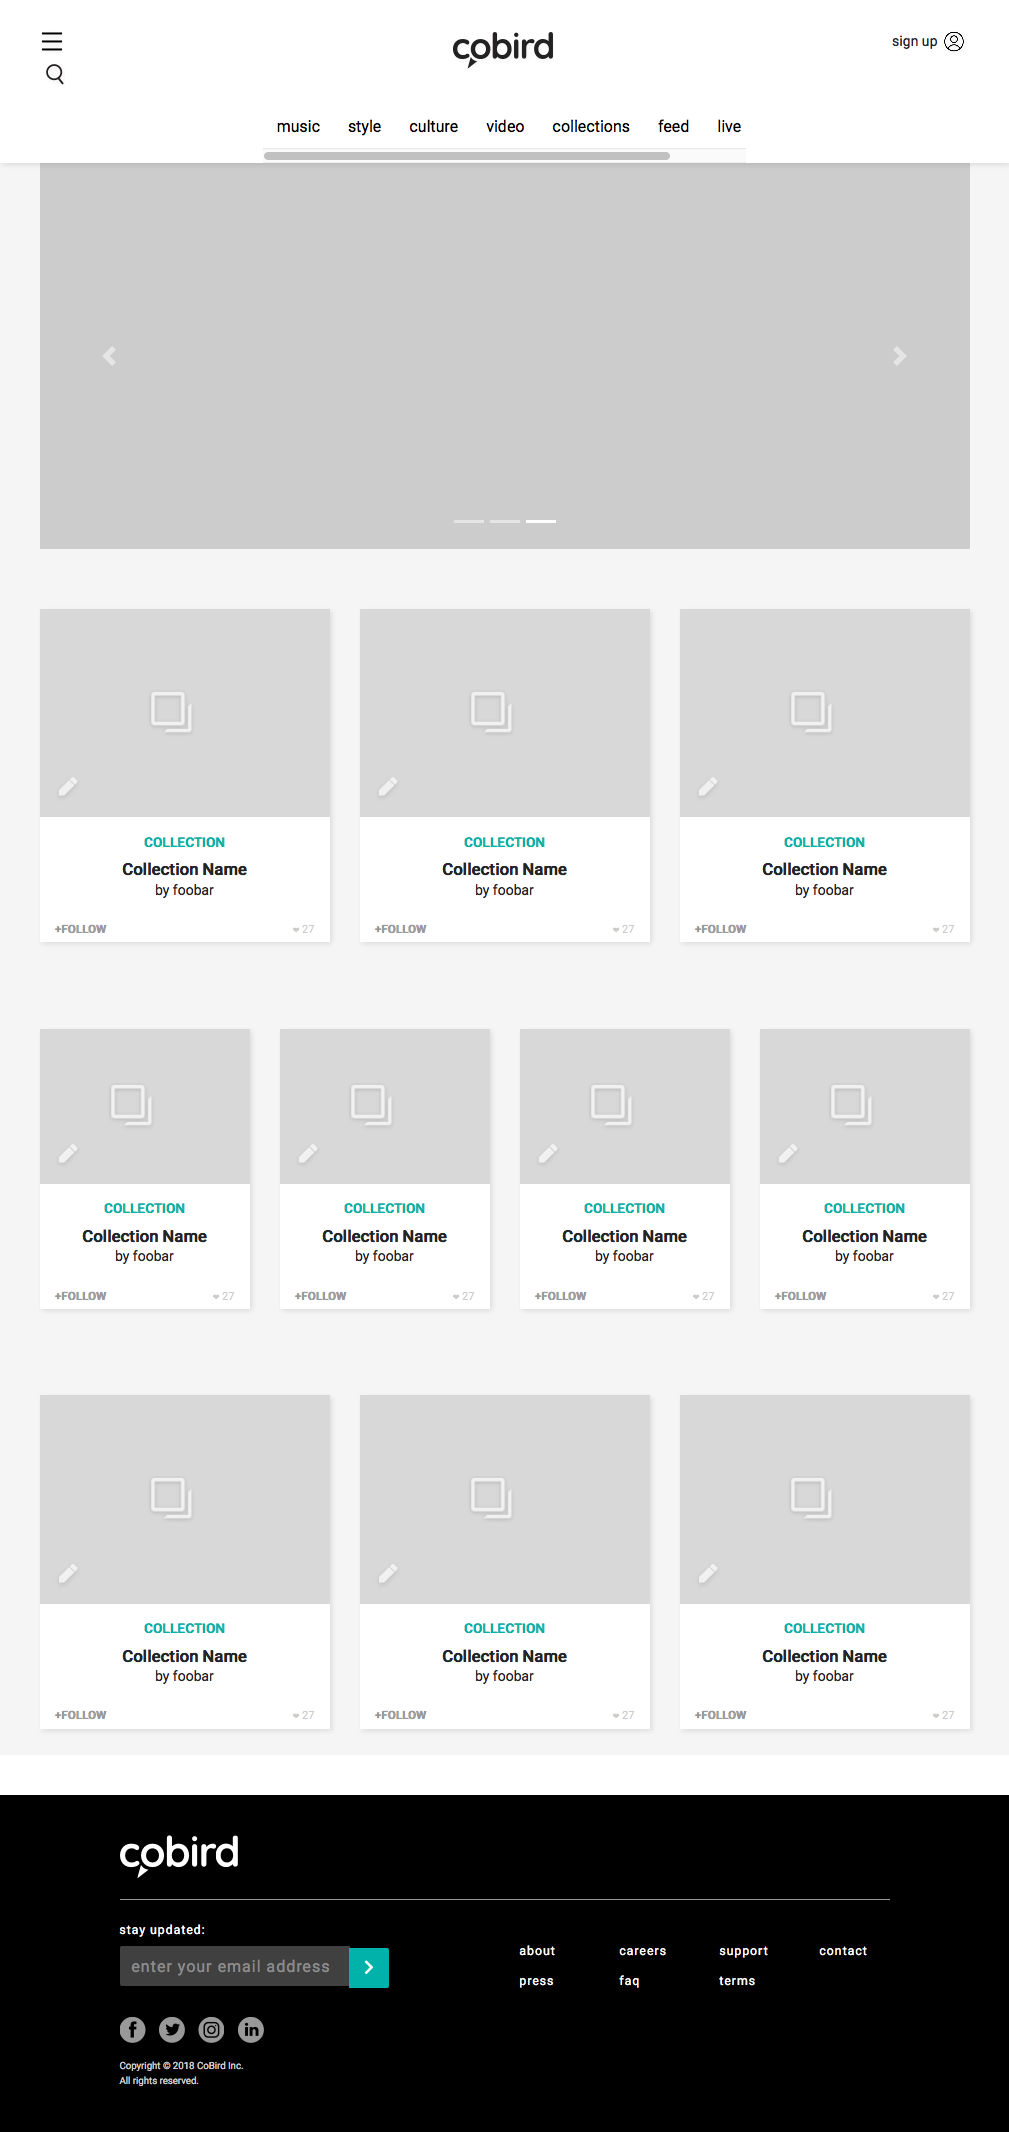 cobird
sign up
music style culture video collections feed live
COLLECTION COLLECTION COLLECTION
Collection Name Collection Name Collection Name
by foobar by foobar by foobar
+FOLLOW 27 +FOLLOW 27 +FOLLOW 27
COLLECTION COLLECTION COLLECTION COLLECTION
Collection Name Collection Name Collection Name Collection Name
by foobar by foobar by foobar by foobar
+FOLLOW 27 +FOLLOW 27 +FOLLOW 27 +FOLLOW 27
COLLECTION COLLECTION COLLECTION
Collection Name Collection Name Collection Name
by foobar by foobar by foobar
+FOLLOW 27 +FOLLOW 27 +FOLLOW 27
cobird
stay updated:
enter your email address
about careers support contact
press faq terms
Copyright © 2018 CoBird Inc.
All rights reserved.